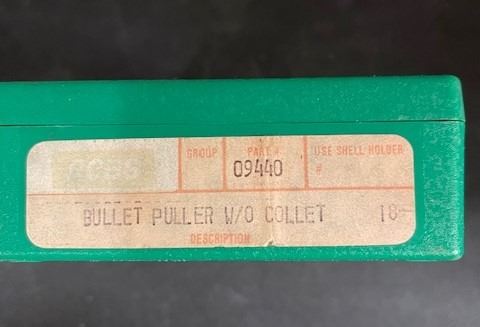 GROUP PART # USE SHELL HOLDER
09440 #
BULLET PULLER W/O COLLET 18-
DESCRIPTION